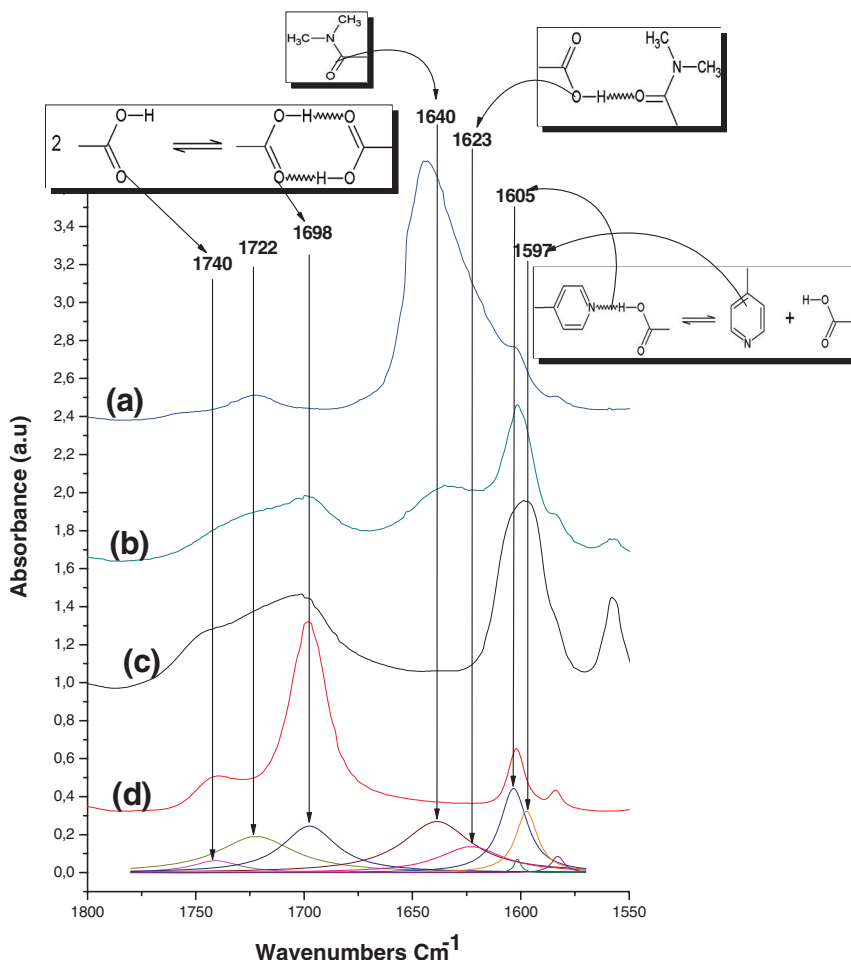 CH₃
H₃C
N
O
O
O
H
H₃C
N
CH₃
O
2
O
H
O
O
H
O
O
H
O
1640
1623
1698
1722
1740
1605
1597
N
H
O
O
N
+
H
O
O
3,4
3,2
3,0
2,8
2,6
2,4
2,2
2,0
1,8
1,6
1,4
1,2
1,0
0,8
0,6
0,4
0,2
0,0
Absorbance (a.u)
(a)
(b)
(c)
(d)
1800
1750
1700
1650
1600
1550
Wavenumbers Cm⁻¹